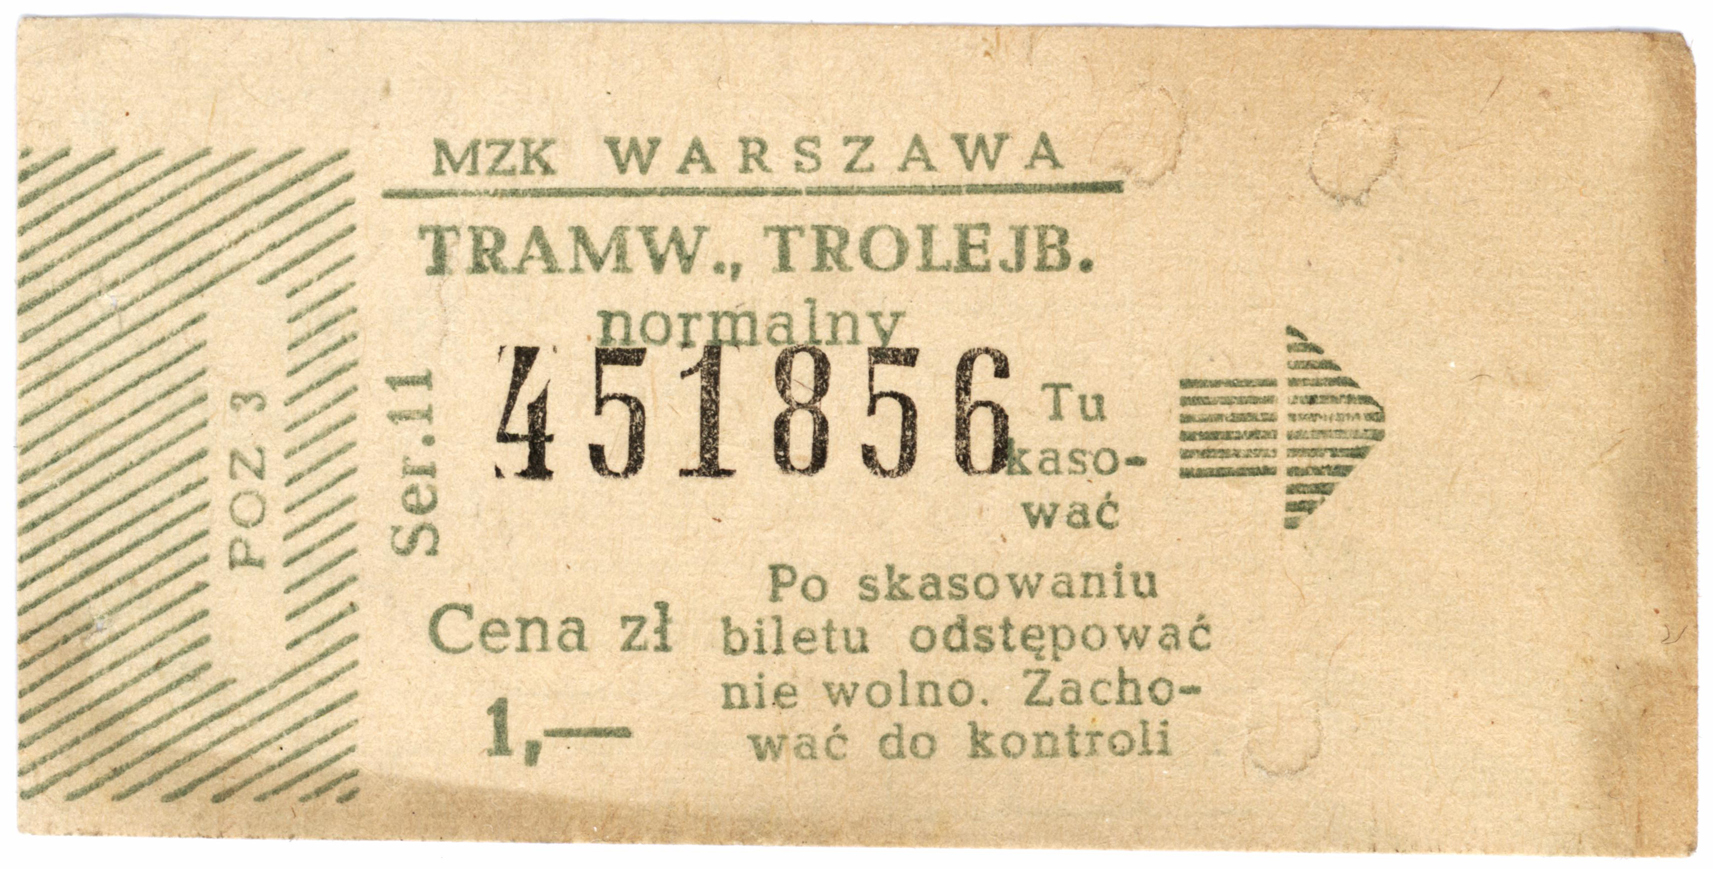 MZK WARSZAWA
TRAMW., TROLEJB.
normalny
POZ 3
Ser.11
451856
Tu
kaso-
wać
Cena zł
1,—
Po skasowaniu
biletu odstępować
nie wolno. Zacho-
wać do kontroli